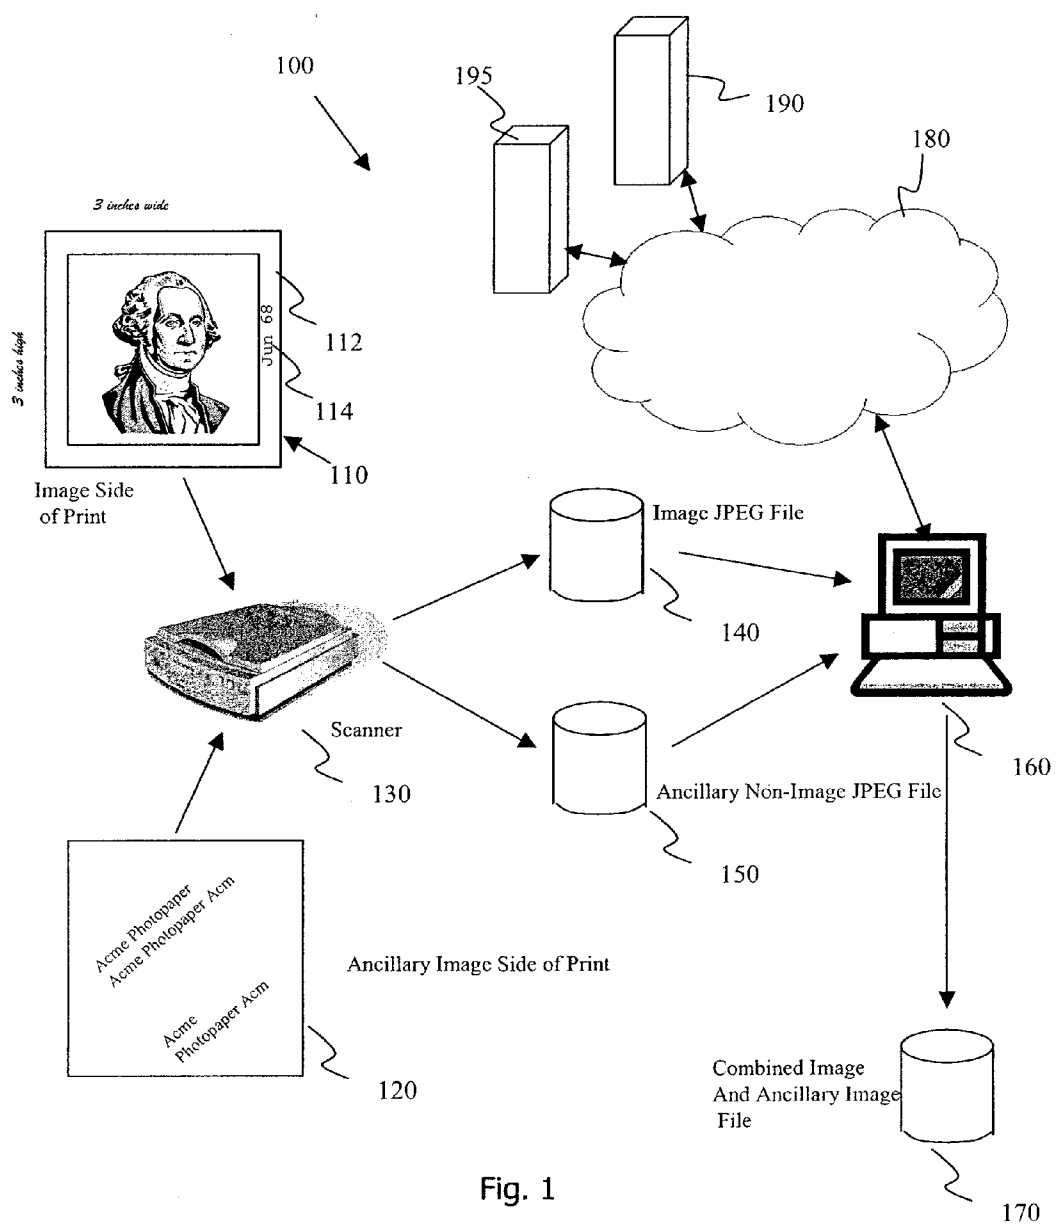 100
195
190
180
3 inches wide
3 inches high
Jun 68
112
114
110
Image Side
of Print
Image JPEG File
140
Scanner
130
160
Ancillary Non-Image JPEG File
150
Acme Photopaper
Acme Photopaper Acm
Acme
Photopaper Acm
Ancillary Image Side of Print
120
Combined Image
And Ancillary Image
File
170
Fig. 1